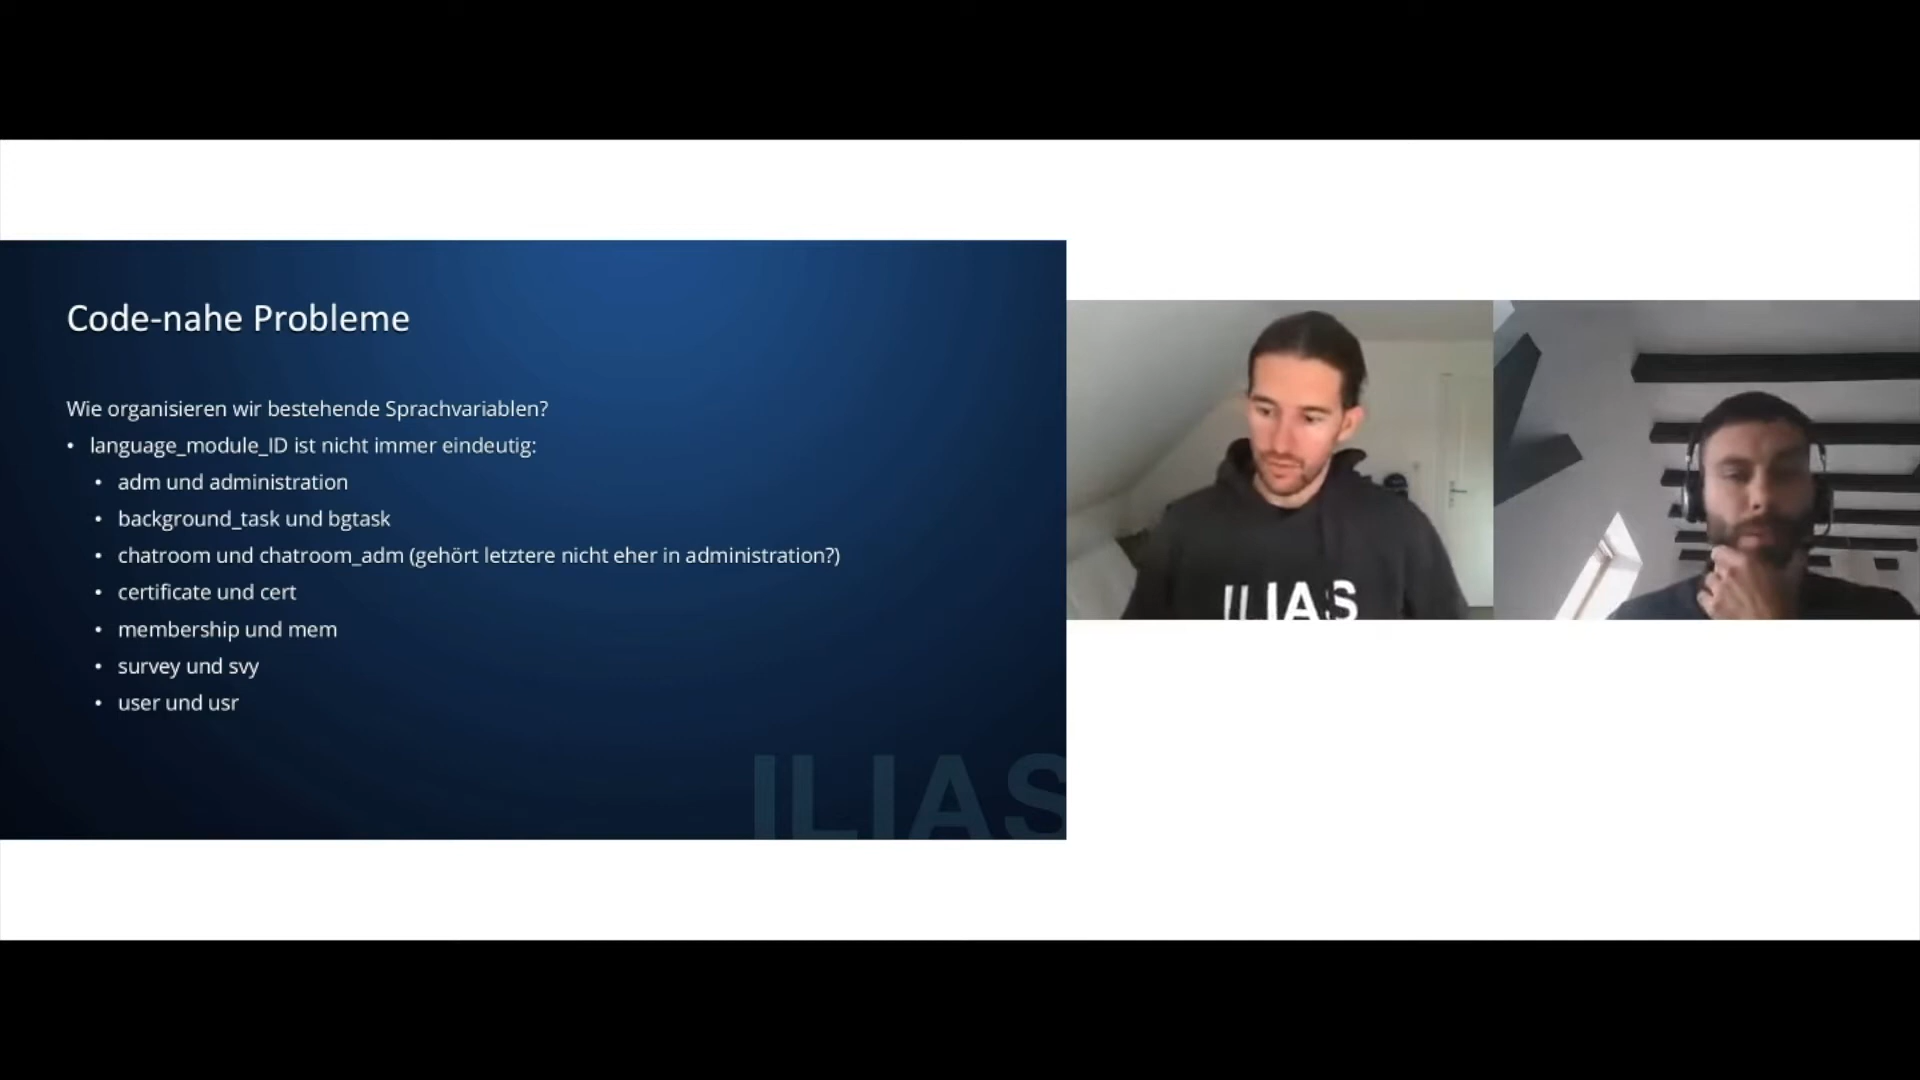 Code-nahe Probleme
Wie organisieren wir bestehende Sprachvariablen?
• language_module_ID ist nicht immer eindeutig:
• adm und administration
• background_task und bgtask
• chatroom und chatroom_adm (gehört letztere nicht eher in administration?)
• certificate und cert
• membership und mem
• survey und svy
• user und usr
ILIAS
ILIAS